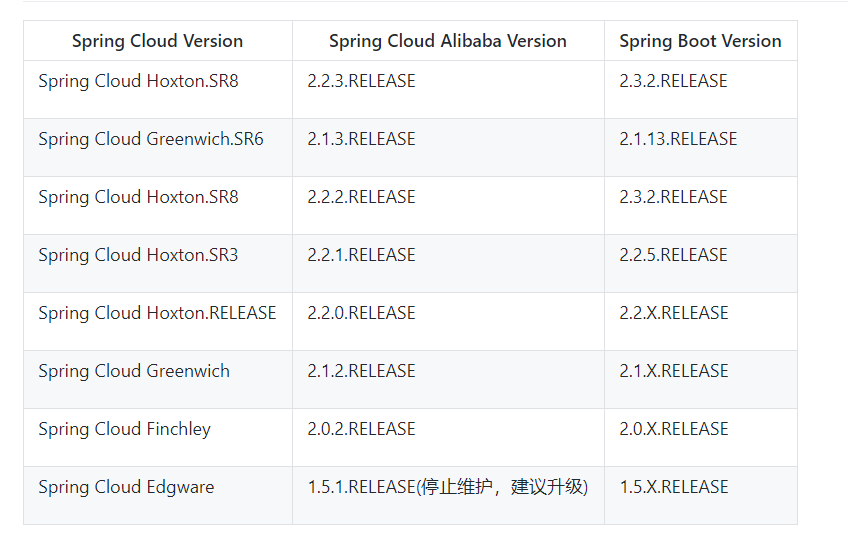 Spring Cloud Version Spring Cloud Alibaba Version Spring Boot Version
Spring Cloud Hoxton.SR8 2.2.3.RELEASE 2.3.2.RELEASE
Spring Cloud Greenwich.SR6 2.1.3.RELEASE 2.1.13.RELEASE
Spring Cloud Hoxton.SR8 2.2.2.RELEASE 2.3.2.RELEASE
Spring Cloud Hoxton.SR3 2.2.1.RELEASE 2.2.5.RELEASE
Spring Cloud Hoxton.RELEASE 2.2.0.RELEASE 2.2.X.RELEASE
Spring Cloud Greenwich 2.1.2.RELEASE 2.1.X.RELEASE
Spring Cloud Finchley 2.0.2.RELEASE 2.0.X.RELEASE
Spring Cloud Edgware 1.5.1.RELEASE(停止维护，建议升级) 1.5.X.RELEASE